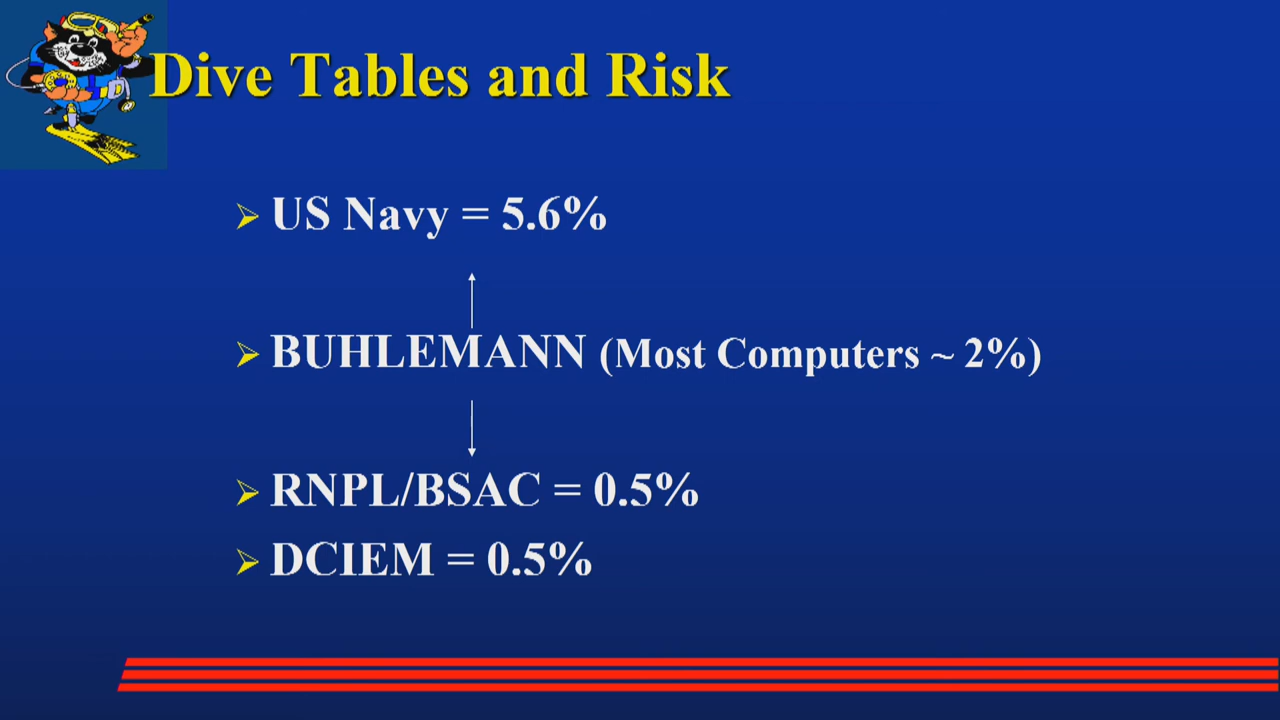 Dive Tables and Risk
US Navy = 5.6%
BUHLEMANN (Most Computers ~ 2%)
RNPL/BSAC = 0.5%
DCIEM = 0.5%